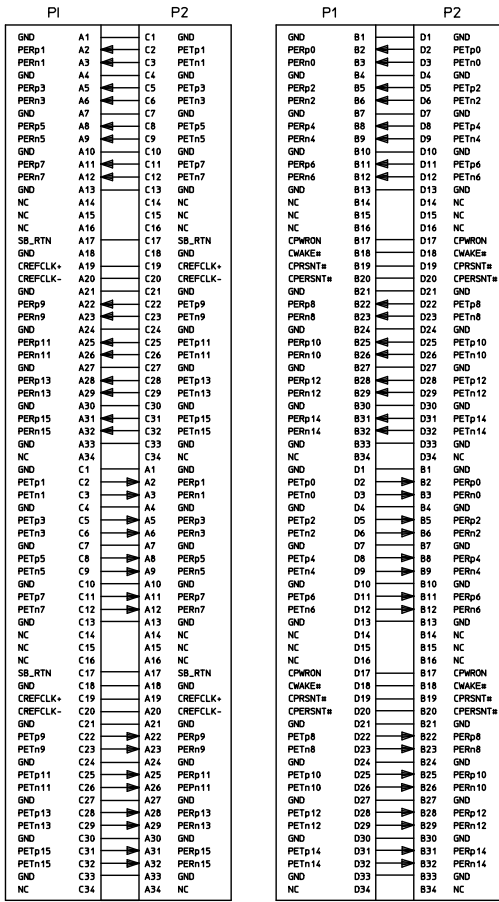 P1 P2
GND A1 C1 GND
PERp1 A2 C2 PETp1
PERn1 A3 C3 PETn1
GND A4 C4 GND
PERp3 A5 C5 PETp3
PERn3 A6 C6 PETn3
GND A7 C7 GND
PERp5 A8 C8 PETp5
PERn5 A9 C9 PETn5
GND A10 C10 GND
PERp7 A11 C11 PETp7
PERn7 A12 C12 PETn7
GND A13 C13 GND
NC A14 C14 NC
NC A15 C15 NC
NC A16 C16 NC
SB_RTN A17 C17 SB_RTN
GND A18 C18 GND
CREFCLK+ A19 C19 CREFCLK+
CREFCLK- A20 C20 CREFCLK-
GND A21 C21 GND
PERp9 A22 C22 PETp9
PERn9 A23 C23 PETn9
GND A24 C24 GND
PERp11 A25 C25 PETp11
PERn11 A26 C26 PETn11
GND A27 C27 GND
PERp13 A28 C28 PETp13
PERn13 A29 C29 PETn13
GND A30 C30 GND
PERp15 A31 C31 PETp15
PERn15 A32 C32 PETn15
GND A33 C33 GND
NC A34 C34 NC
GND C1 A1 GND
PETp1 C2 A2 PERp1
PETn1 C3 A3 PERn1
GND C4 A4 GND
PETp3 C5 A5 PERp3
PETn3 C6 A6 PERn3
GND C7 A7 GND
PETp5 C8 A8 PERp5
PETn5 C9 A9 PERn5
GND C10 A10 GND
PETp7 C11 A11 PERp7
PETn7 C12 A12 PERn7
GND C13 A13 GND
NC C14 A14 NC
NC C15 A15 NC
NC C16 A16 NC
SB_RTN C17 A17 SB_RTN
GND C18 A18 GND
CREFCLK+ C19 A19 CREFCLK+
CREFCLK- C20 A20 CREFCLK-
GND C21 A21 GND
PETp9 C22 A22 PERp9
PETn9 C23 A23 PERn9
GND C24 A24 GND
PETp11 C25 A25 PERp11
PETn11 C26 A26 PEPn11
GND C27 A27 GND
PETp13 C28 A28 PERp13
PETn13 C29 A29 PERn13
GND C30 A30 GND
PETp15 C31 A31 PERp15
PETn15 C32 A32 PERn15
GND C33 A33 GND
NC C34 A34 NC
P1 P2
GND B1 D1 GND
PERp0 B2 D2 PETp0
PERn0 B3 D3 PETn0
GND B4 D4 GND
PERp2 B5 D5 PETp2
PERn2 B6 D6 PETn2
GND B7 D7 GND
PERp4 B8 D8 PETp4
PERn4 B9 D9 PETn4
GND B10 D10 GND
PERp6 B11 D11 PETp6
PERn6 B12 D12 PETn6
GND B13 D13 GND
NC B14 D14 NC
NC B15 D15 NC
NC B16 D16 NC
CPWRON B17 D17 CPWRON
CWAKE# B18 D18 CWAKE#
CPRSNT# B19 D19 CPRSNT#
CPERSNT# B20 D20 CPERSNT#
GND B21 D21 GND
PERp8 B22 D22 PETp8
PERn8 B23 D23 PETn8
GND B24 D24 GND
PERp10 B25 D25 PETp10
PERn10 B26 D26 PETn10
GND B27 D27 GND
PERp12 B28 D28 PETp12
PERn12 B29 D29 PETn12
GND B30 D30 GND
PERp14 B31 D31 PETp14
PERn14 B32 D32 PETn14
GND B33 D33 GND
NC B34 D34 NC
GND D1 B1 GND
PETp0 D2 B2 PERp0
PETn0 D3 B3 PERn0
GND D4 B4 GND
PETp2 D5 B5 PERp2
PETn2 D6 B6 PERn2
GND D7 B7 GND
PETp4 D8 B8 PERp4
PETn4 D9 B9 PERn4
GND D10 B10 GND
PETp6 D11 B11 PERp6
PETn6 D12 B12 PERn6
GND D13 B13 GND
NC D14 B14 NC
NC D15 B15 NC
NC D16 B16 NC
CPWRON D17 B17 CPWRON
CWAKE# D18 B18 CWAKE#
CPRSNT# D19 B19 CPRSNT#
CPERSNT# D20 B20 CPERSNT#
GND D21 B21 GND
PETp8 D22 B22 PERp8
PETn8 D23 B23 PERn8
GND D24 B24 GND
PETp10 D25 B25 PERp10
PETn10 D26 B26 PERn10
GND D27 B27 GND
PETp12 D28 B28 PERp12
PETn12 D29 B29 PERn12
GND D30 B30 GND
PETp14 D31 B31 PERp14
PETn14 D32 B32 PERn14
GND D33 B33 GND
NC D34 B34 NC